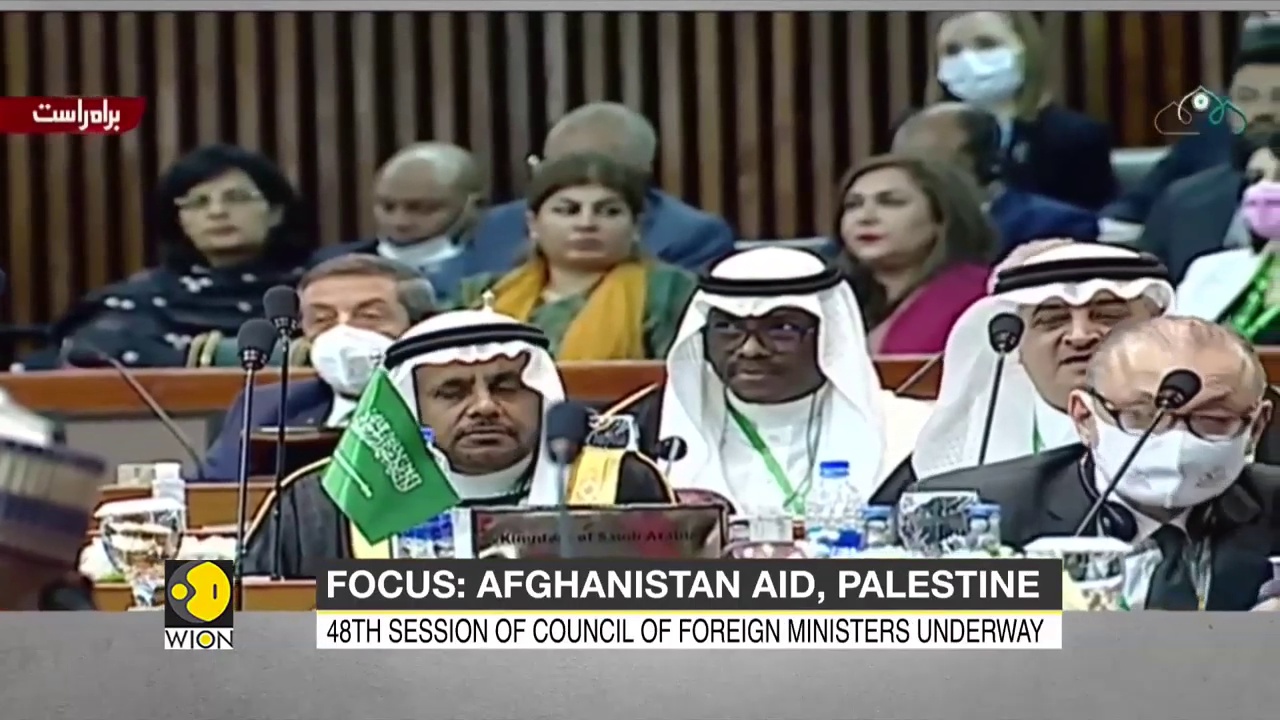 براہ راست
Kingdom of Saudi Arabia
WION
FOCUS: AFGHANISTAN AID, PALESTINE
48TH SESSION OF COUNCIL OF FOREIGN MINISTERS UNDERWAY